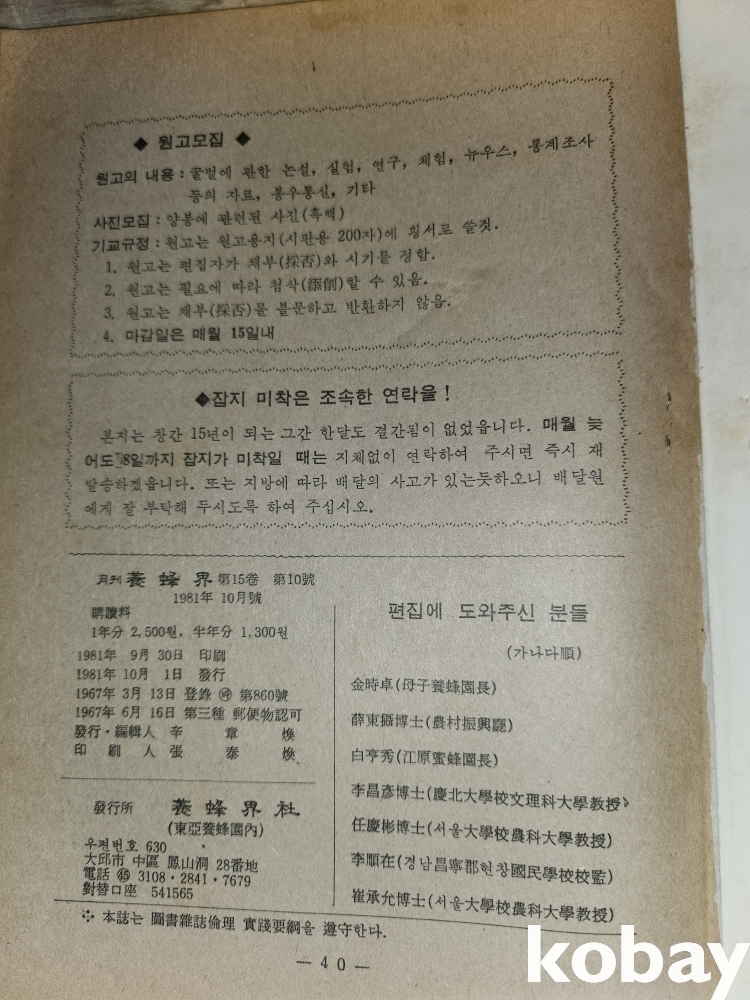 ◆ 원고모집 ◆
원고의 내용 : 꿀벌에 관한 논설, 실험, 연구, 체험, 뉴우스, 통계조사
등의 자료, 봉우통실, 기타
사진모집 : 양봉에 관련된 사진(흑백)
기교규정 : 원고는 원고용지(시판용 200자)에 횡서로 쓸것.
1. 원고는 편집자가 채부(採否)와 시기를 정함.
2. 원고는 필요에 따라 첨삭(添削)할 수 있음.
3. 원고는 채부(採否)를 불문하고 반환하지 않음.
4. 마감일은 매월 15일내
◆잡지 미착은 조속한 연락을 !
본지는 창간 15년이 되는 그간 한달도 결간됨이 없었읍니다. 매월 늦
어도 8일까지 잡지가 미착일 때는 지체없이 연락하여 주시면 즉시 재
발송하겠읍니다. 또는 지방에 따라 배달의 사고가 있는듯하오니 배달원
에게 잘 부탁해 두시도록 하여 주십시오.
月刊 養蜂界 第15卷 第10號
1981年 10月號
購讀料
1年分 2,500원, 半年分 1,300원
1981年 9月 30日 印刷
1981年 10月 1日 發行
1967年 3月 13日 登錄 第860號
1967年 6月 16日 第三種 郵便物認可
發行·編輯人 辛 章 煥
印 刷 人 張 泰 煥
發行所 養蜂界社
(東亞養蜂園內)
우편번호 630
大邱市 中區 鳳山洞 28番地
電話 ㊺ 3108·2841·7679
對替口座 541565
편집에 도와주신 분들
(가나다順)
金時卓(母子養蜂園長)
薛東攝博士(農村振興廳)
白亨秀(江原蜜蜂園長)
李昌彥博士(慶北大學校文理科大學敎授)
任慶彬博士(서울大學校農科大學敎授)
李順在(경남昌寧郡현창國民學校校監)
崔承允博士(서울大學校農科大學敎授)
※ 本誌는 圖書雜誌倫理 實踐要綱을 遵守한다.
— 4 0 —
kobay